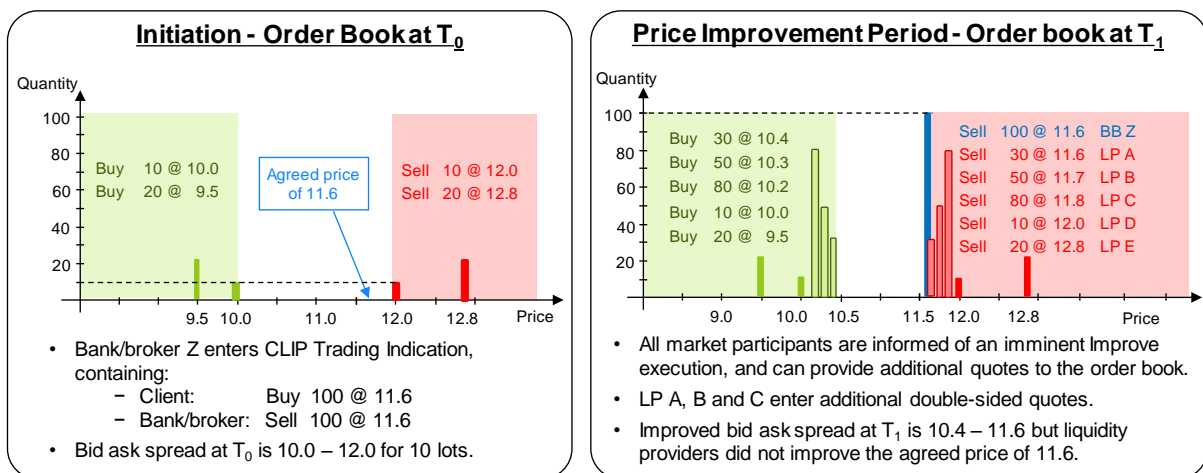 Initiation - Order Book at T0
Quantity
100
80
60
40
20
Buy 10 @ 10.0
Buy 20 @ 9.5
Agreed price
of 11.6
Sell 10 @ 12.0
Sell 20 @ 12.8
9.5 10.0 11.0 12.0 12.8 Price
• Bank/broker Z enters CLIP Trading Indication,
containing:
− Client: Buy 100 @ 11.6
− Bank/broker: Sell 100 @ 11.6
• Bid ask spread at T0 is 10.0 – 12.0 for 10 lots.
Price Improvement Period - Order book at T1
Quantity
100
80
60
40
20
Buy 30 @ 10.4
Buy 50 @ 10.3
Buy 80 @ 10.2
Buy 10 @ 10.0
Buy 20 @ 9.5
Sell 100 @ 11.6 BB Z
Sell 30 @ 11.6 LP A
Sell 50 @ 11.7 LP B
Sell 80 @ 11.8 LP C
Sell 10 @ 12.0 LP D
Sell 20 @ 12.8 LP E
9.0 10.0 10.5 11.5 12.0 12.8 Price
• All market participants are informed of an imminent Improve
execution, and can provide additional quotes to the order book.
• LP A, B and C enter additional double-sided quotes.
• Improved bid ask spread at T1 is 10.4 – 11.6 but liquidity
providers did not improve the agreed price of 11.6.